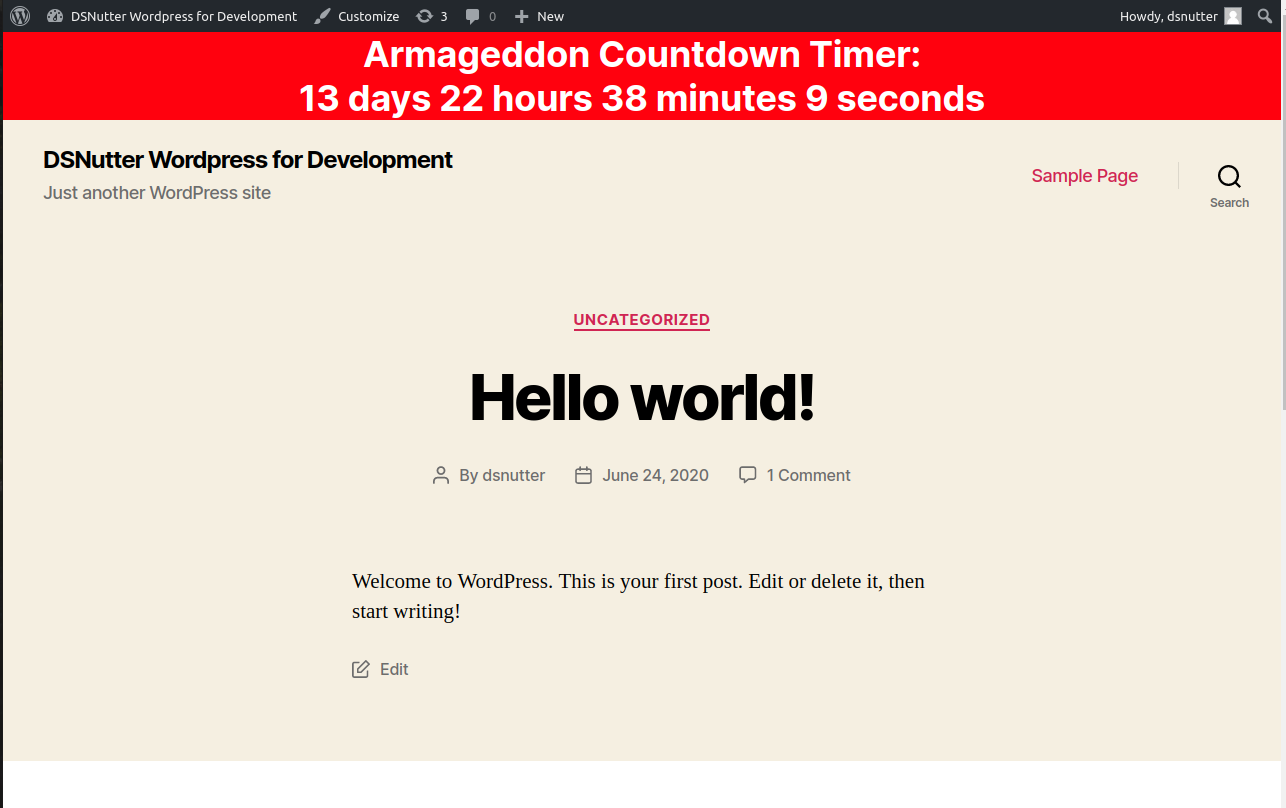 DSNutter Wordpress for Development Customize 3 0 New Howdy, dsnutter
Armageddon Countdown Timer:
13 days 22 hours 38 minutes 9 seconds
DSNutter Wordpress for Development
Just another WordPress site
Sample Page
Search
UNCATEGORIZED
Hello world!
By dsnutter June 24, 2020 1 Comment
Welcome to WordPress. This is your first post. Edit or delete it, then
start writing!
Edit